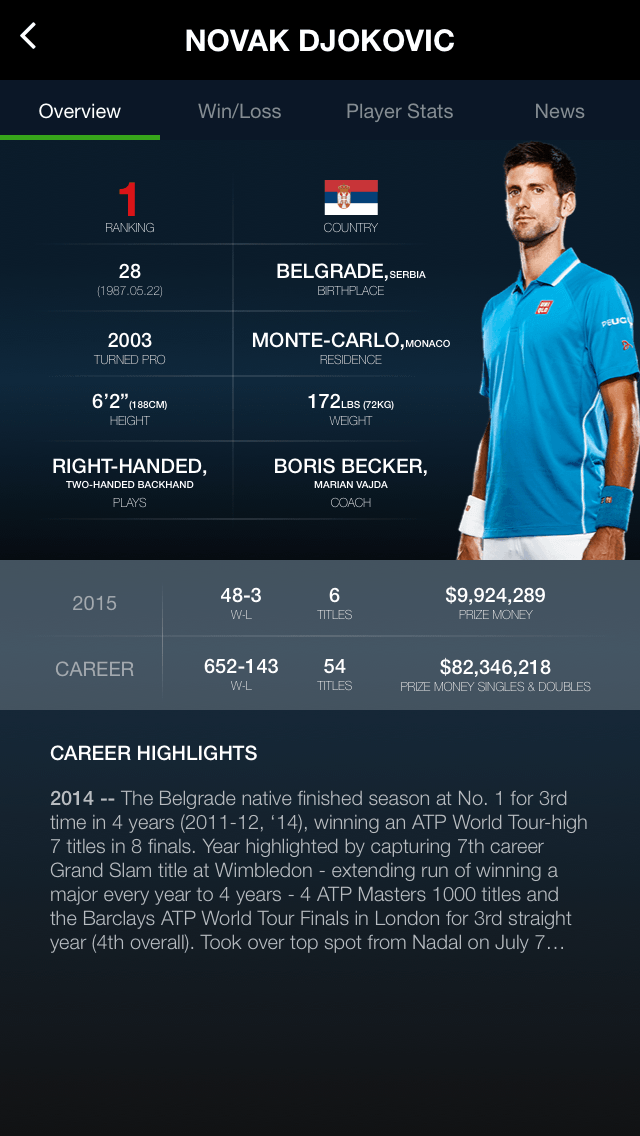 NOVAK DJOKOVIC
Overview
Win/Loss
Player Stats
News
1
RANKING
COUNTRY
28
(1987.05.22)
BELGRADE,SERBIA
BIRTHPLACE
2003
TURNED PRO
MONTE-CARLO,MONACO
RESIDENCE
6’2”(188CM)
HEIGHT
172LBS (72KG)
WEIGHT
RIGHT-HANDED,
TWO-HANDED BACKHAND
PLAYS
BORIS BECKER,
MARIAN VAJDA
COACH
2015
48-3
W-L
6
TITLES
$9,924,289
PRIZE MONEY
CAREER
652-143
W-L
54
TITLES
$82,346,218
PRIZE MONEY SINGLES & DOUBLES
CAREER HIGHLIGHTS
2014 -- The Belgrade native finished season at No. 1 for 3rd
time in 4 years (2011-12, ‘14), winning an ATP World Tour-high
7 titles in 8 finals. Year highlighted by capturing 7th career
Grand Slam title at Wimbledon - extending run of winning a
major every year to 4 years - 4 ATP Masters 1000 titles and
the Barclays ATP World Tour Finals in London for 3rd straight
year (4th overall). Took over top spot from Nadal on July 7…